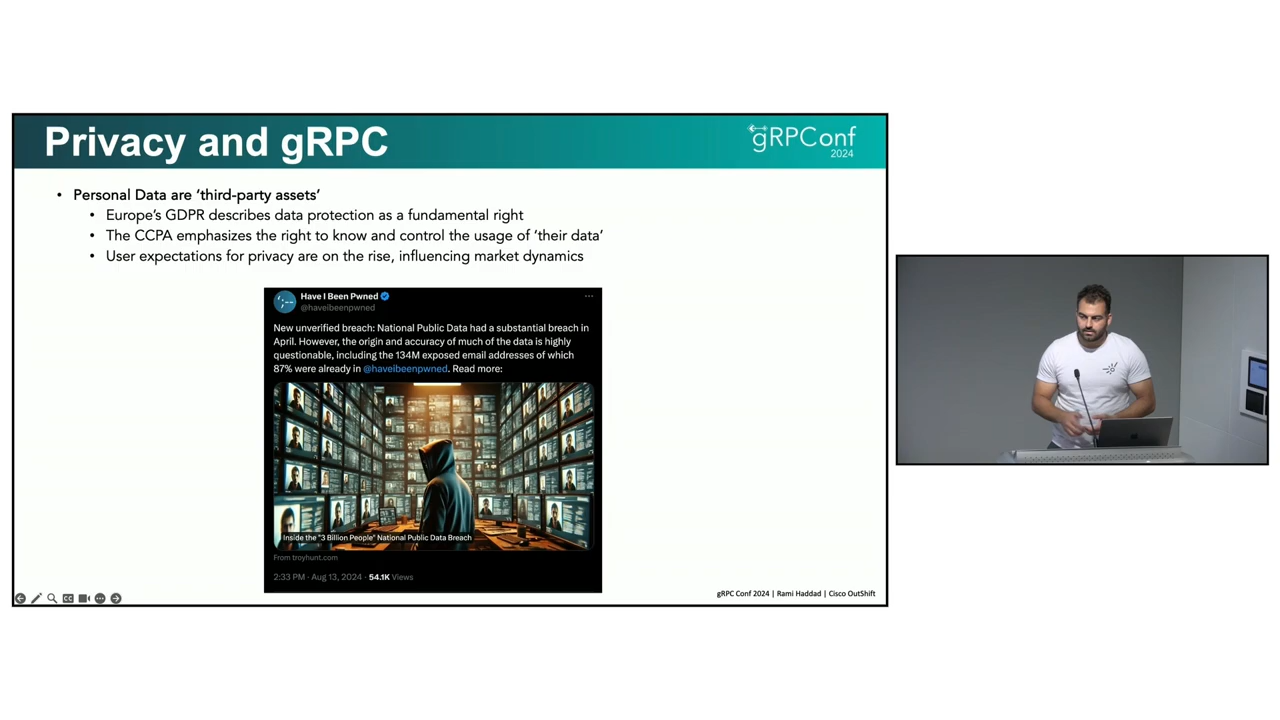 Privacy and gRPC
gRPConf
2024
• Personal Data are ‘third-party assets’
• Europe’s GDPR describes data protection as a fundamental right
• The CCPA emphasizes the right to know and control the usage of ‘their data’
• User expectations for privacy are on the rise, influencing market dynamics
Have I Been Pwned
@haveibeenpwned
New unverified breach: National Public Data had a substantial breach in
April. However, the origin and accuracy of much of the data is highly
questionable, including the 134M exposed email addresses of which
87% were already in @haveibeenpwned. Read more:
Inside the "3 Billion People" National Public Data Breach
From troyhunt.com
2:33 PM · Aug 13, 2024 · 54.1K Views
CC
gRPC Conf 2024 | Rami Haddad | Cisco OutShift